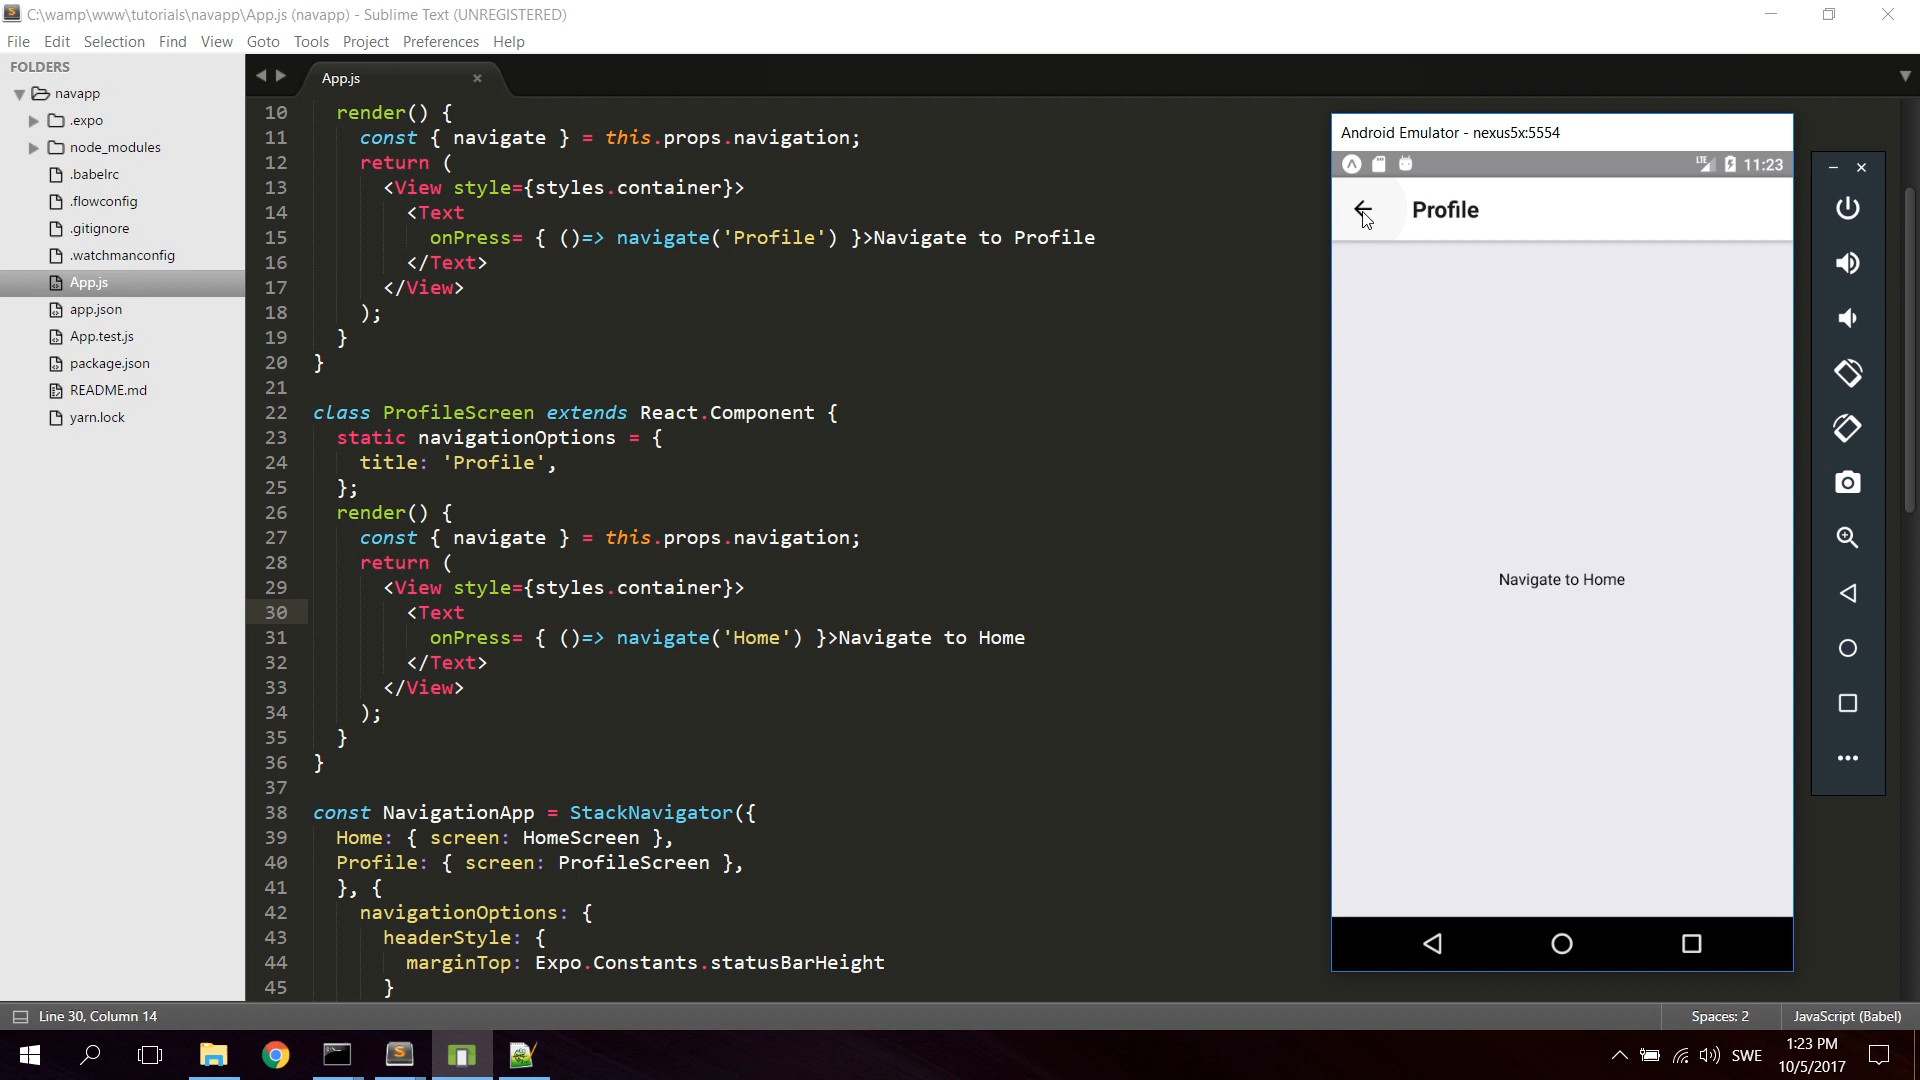 C:\wamp\www\tutorials\navapp\App.js (navapp) - Sublime Text (UNREGISTERED)
File Edit Selection Find View Goto Tools Project Preferences Help
FOLDERS
navapp
.expo
node_modules
.babelrc
.flowconfig
.gitignore
.watchmanconfig
App.js
app.json
App.test.js
package.json
README.md
yarn.lock
App.js
10 render() {
11 const { navigate } = this.props.navigation;
12 return (
13 <View style={styles.container}>
14 <Text
15 onPress= { ()=> navigate('Profile') }>Navigate to Profile
16 </Text>
17 </View>
18 );
19 }
20 }
21
22 class ProfileScreen extends React.Component {
23 static navigationOptions = {
24 title: 'Profile',
25 };
26 render() {
27 const { navigate } = this.props.navigation;
28 return (
29 <View style={styles.container}>
30 <Text
31 onPress= { ()=> navigate('Home') }>Navigate to Home
32 </Text>
33 </View>
34 );
35 }
36 }
37
38 const NavigationApp = StackNavigator({
39 Home: { screen: HomeScreen },
40 Profile: { screen: ProfileScreen },
41 }, {
42 navigationOptions: {
43 headerStyle: {
44 marginTop: Expo.Constants.statusBarHeight
45 }
Android Emulator - nexus5x:5554
LTE 11:23
Profile
Navigate to Home
Line 30, Column 14
Spaces: 2
JavaScript (Babel)
SWE
1:23 PM
10/5/2017